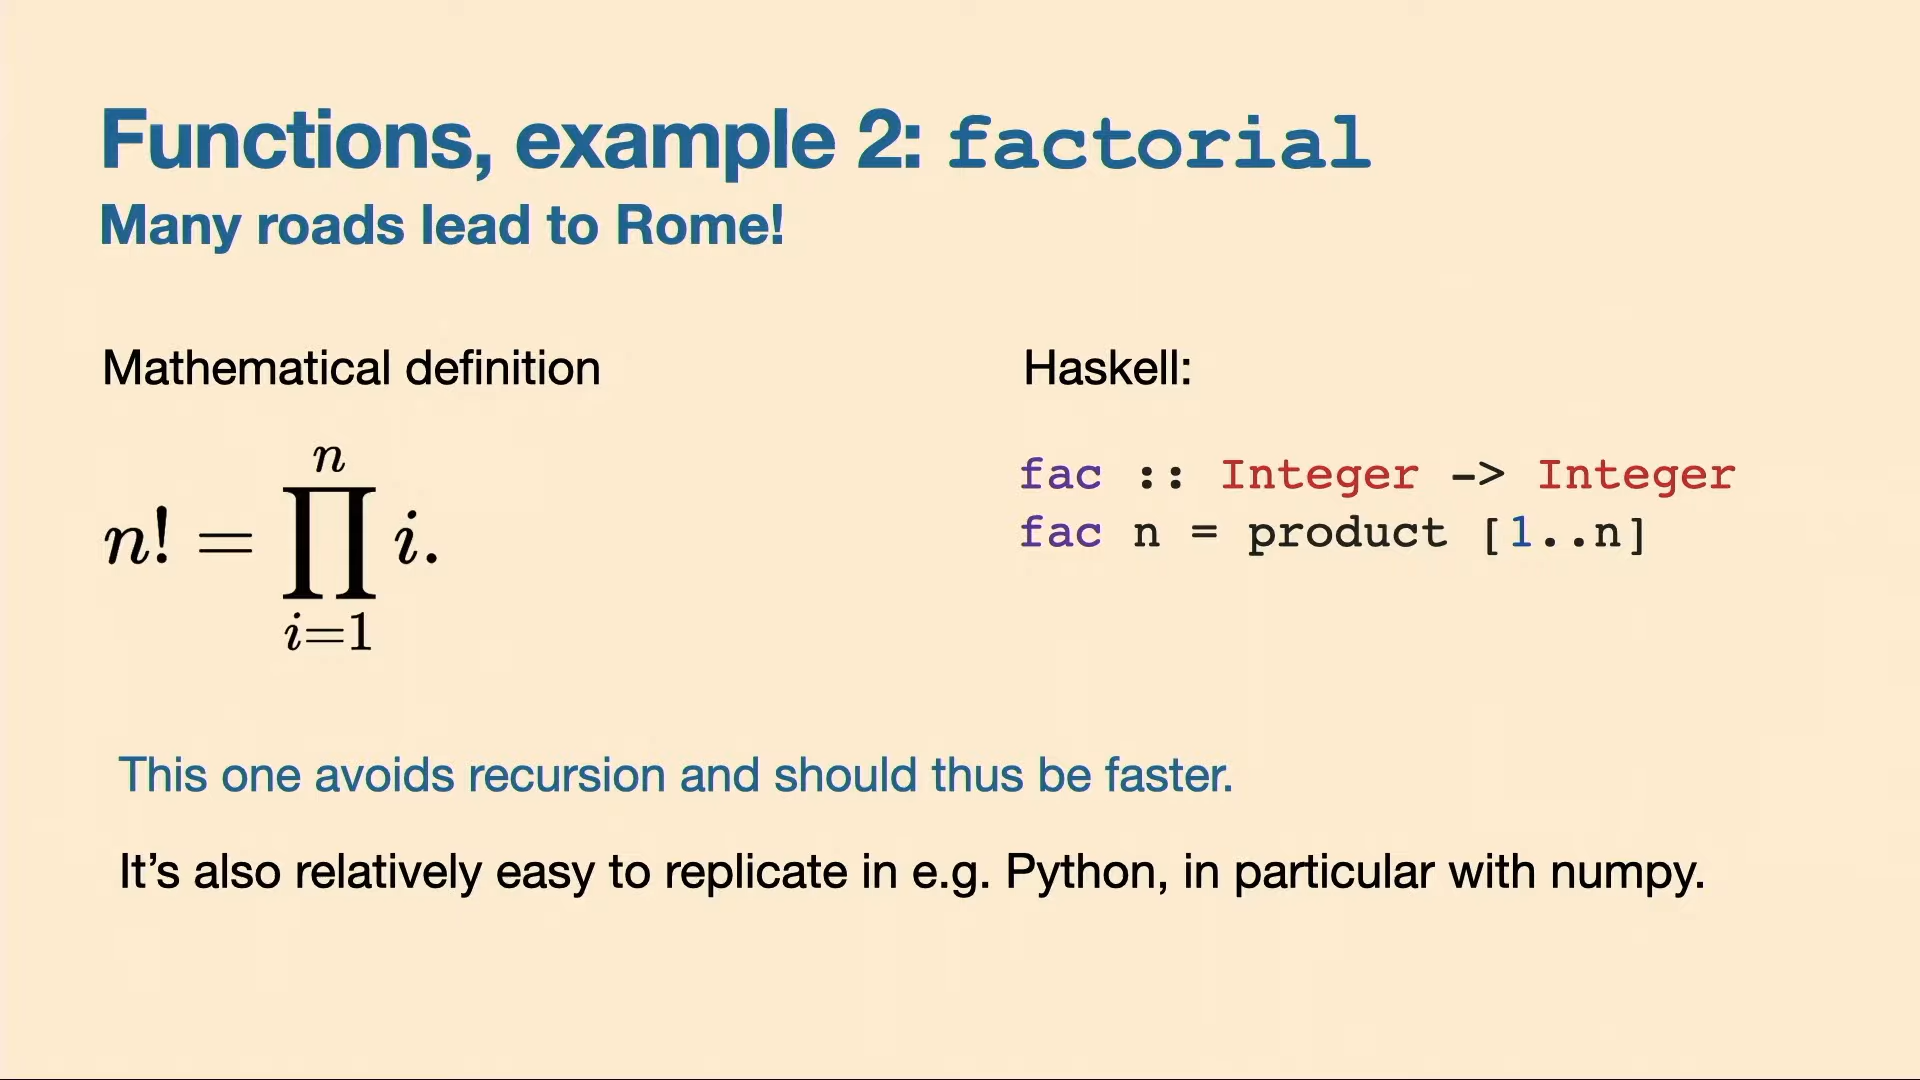 Functions, example 2: factorial
Many roads lead to Rome!
Mathematical definition
n! = ∏_{i=1}^{n} i.
Haskell:
fac :: Integer -> Integer
fac n = product [1..n]
This one avoids recursion and should thus be faster.
It’s also relatively easy to replicate in e.g. Python, in particular with numpy.